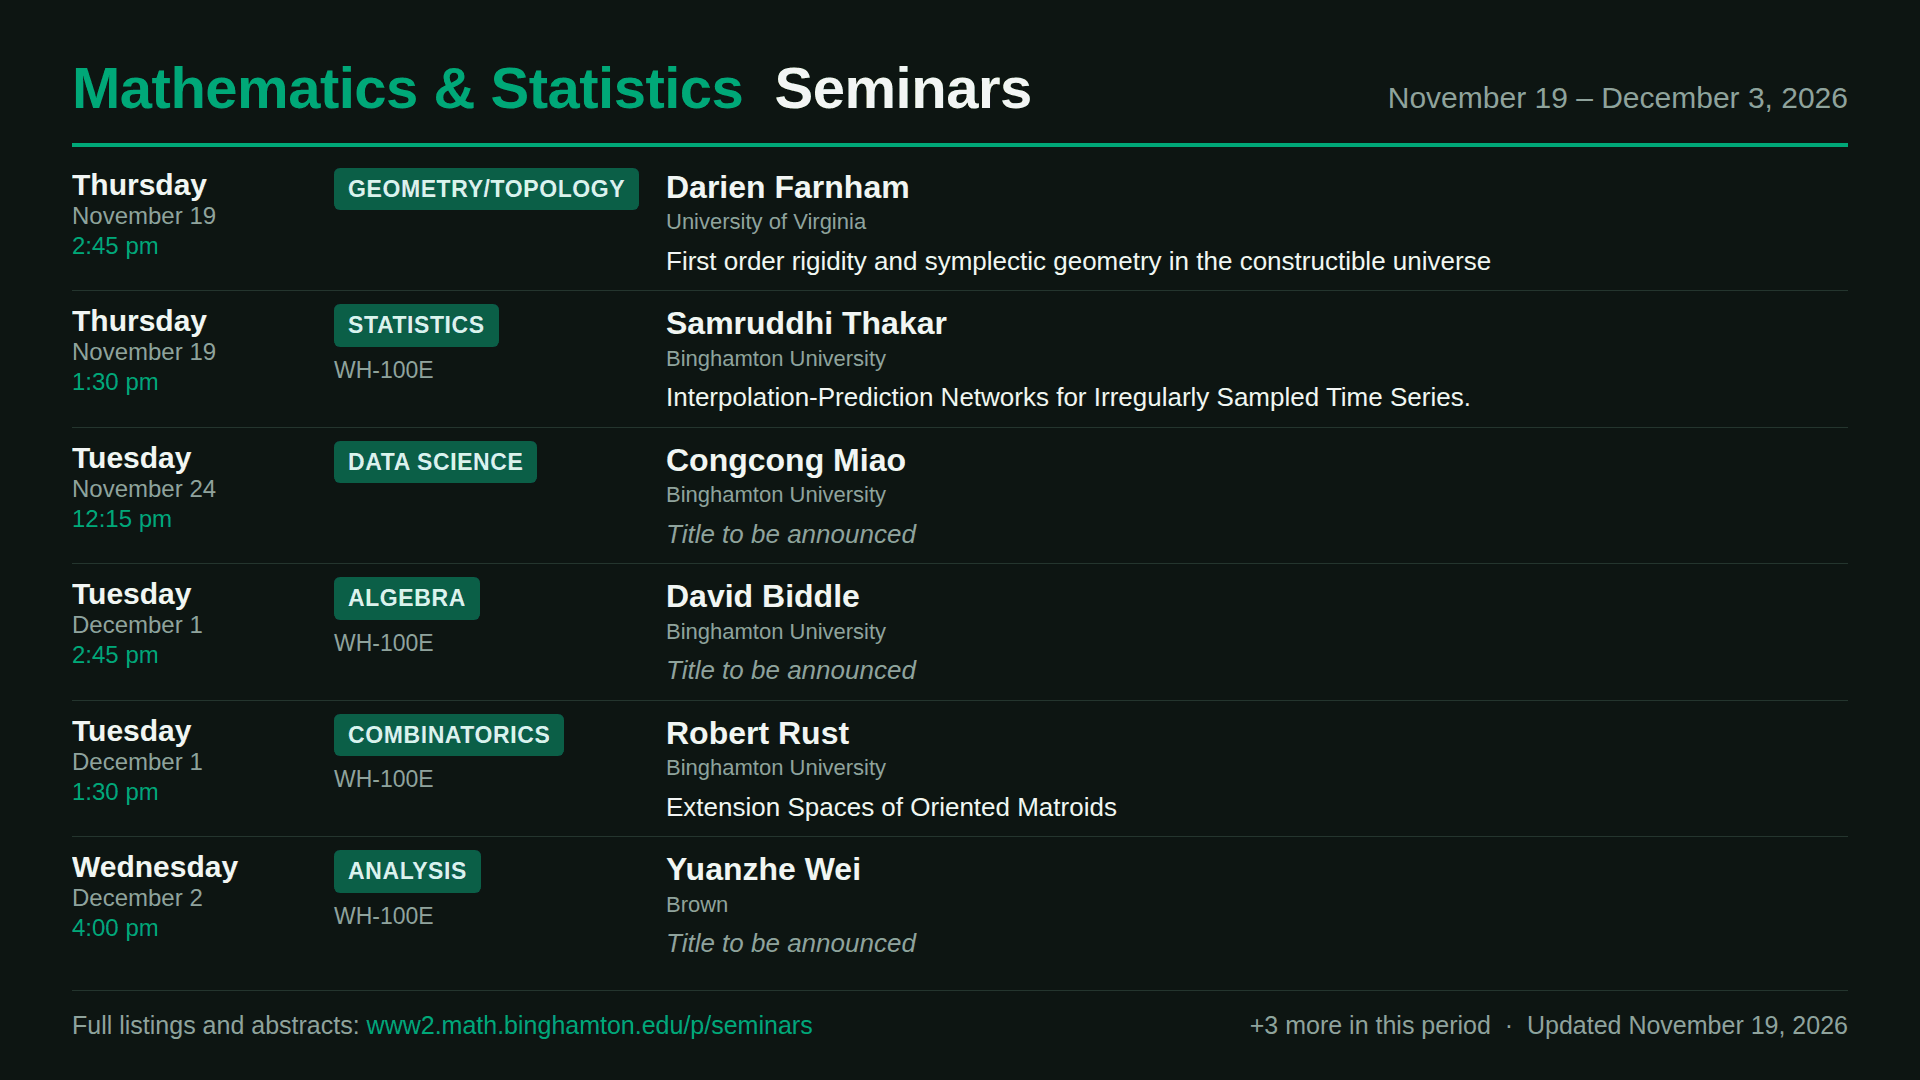 Mathematics & Statistics Seminars
November 19 – December 3, 2026
Thursday
November 19
2:45 pm
GEOMETRY/TOPOLOGY
Darien Farnham
University of Virginia
First order rigidity and symplectic geometry in the constructible universe
Thursday
November 19
1:30 pm
STATISTICS
WH-100E
Samruddhi Thakar
Binghamton University
Interpolation-Prediction Networks for Irregularly Sampled Time Series.
Tuesday
November 24
12:15 pm
DATA SCIENCE
Congcong Miao
Binghamton University
Title to be announced
Tuesday
December 1
2:45 pm
ALGEBRA
WH-100E
David Biddle
Binghamton University
Title to be announced
Tuesday
December 1
1:30 pm
COMBINATORICS
WH-100E
Robert Rust
Binghamton University
Extension Spaces of Oriented Matroids
Wednesday
December 2
4:00 pm
ANALYSIS
WH-100E
Yuanzhe Wei
Brown
Title to be announced
Full listings and abstracts: www2.math.binghamton.edu/p/seminars
+3 more in this period · Updated November 19, 2026